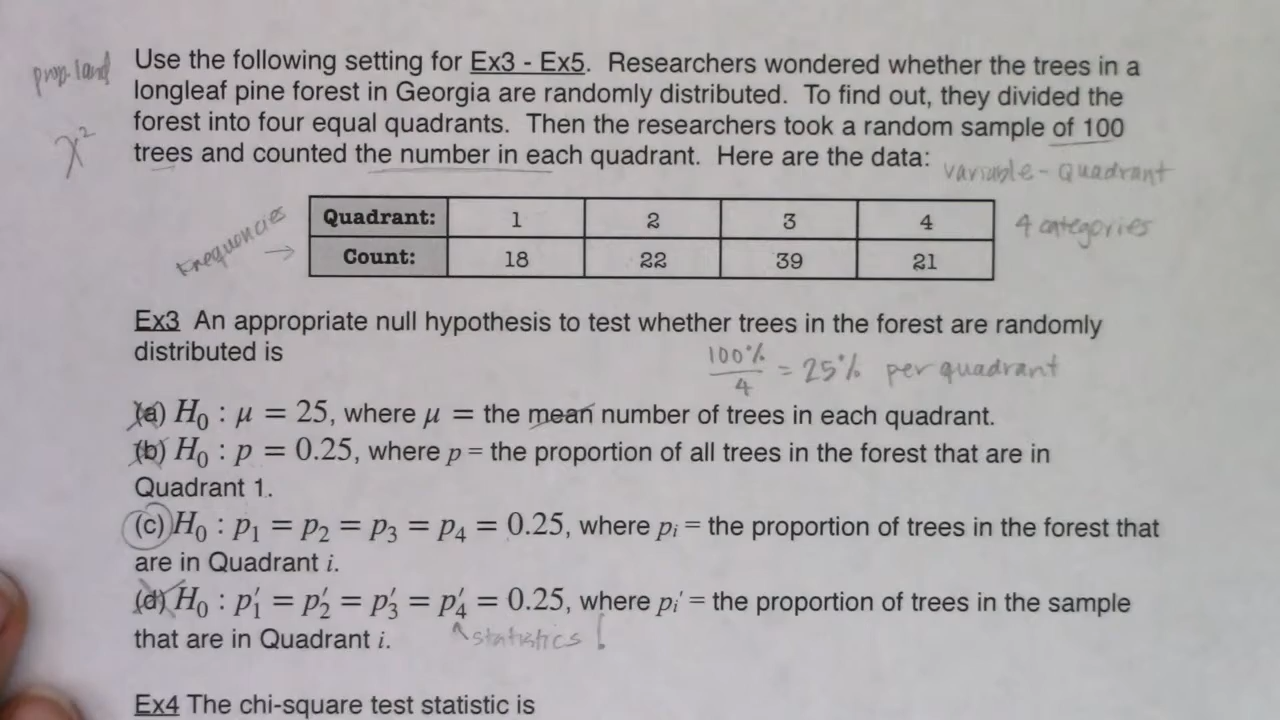 prop. land
Use the following setting for Ex3 - Ex5. Researchers wondered whether the trees in a
longleaf pine forest in Georgia are randomly distributed. To find out, they divided the
forest into four equal quadrants. Then the researchers took a random sample of 100
χ²
trees and counted the number in each quadrant. Here are the data:
variable - quadrant
Quadrant: 1 2 3 4
4 categories
frequencies →
Count: 18 22 39 21
Ex3 An appropriate null hypothesis to test whether trees in the forest are randomly
distributed is
100% / 4 = 25% per quadrant
(a) H₀ : μ = 25, where μ = the mean number of trees in each quadrant.
(b) H₀ : p = 0.25, where p = the proportion of all trees in the forest that are in
Quadrant 1.
(c) H₀ : p₁ = p₂ = p₃ = p₄ = 0.25, where pᵢ = the proportion of trees in the forest that
are in Quadrant i.
(d) H₀ : p₁′ = p₂′ = p₃′ = p₄′ = 0.25, where pᵢ′ = the proportion of trees in the sample
that are in Quadrant i.
statistics !
Ex4 The chi-square test statistic is